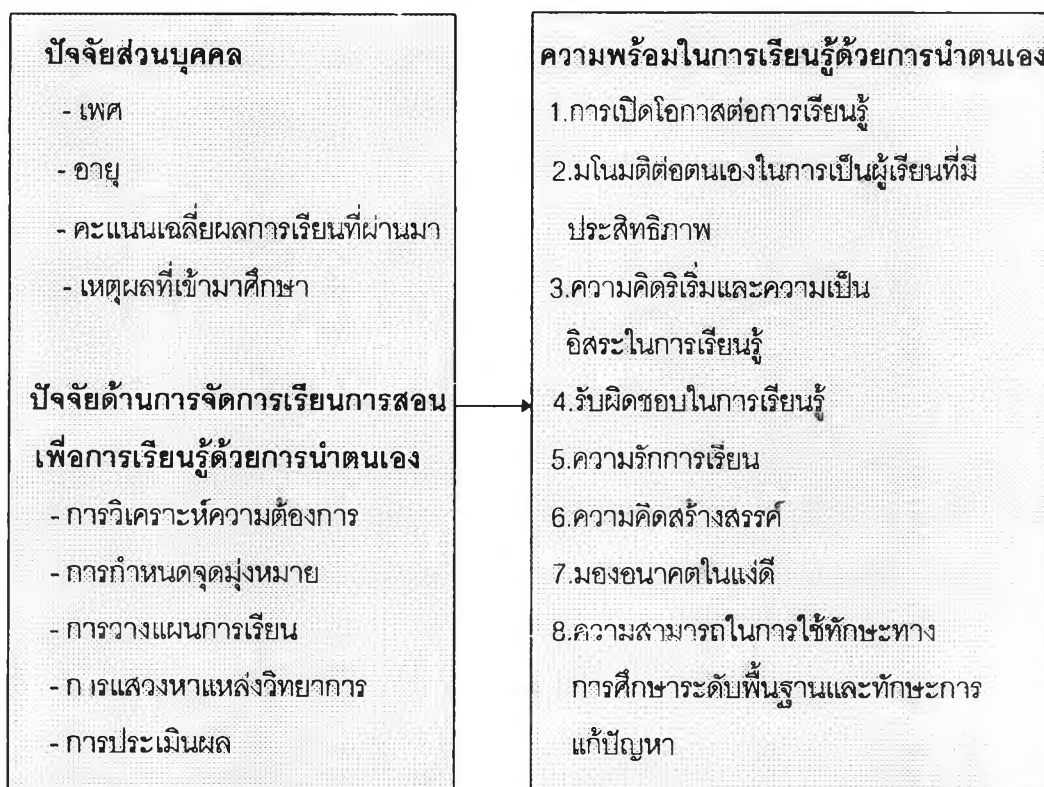 ปัจจัยส่วนบุคคล
- เพศ
- อายุ
- คะแนนเฉลี่ยผลการเรียนที่ผ่านมา
- เหตุผลที่เข้ามาศึกษา
ปัจจัยด้านการจัดการเรียนการสอน
เพื่อการเรียนรู้ด้วยการนำตนเอง
- การวิเคราะห์ความต้องการ
- การกำหนดจุดมุ่งหมาย
- การวางแผนการเรียน
- การแสวงหาแหล่งวิทยาการ
- การประเมินผล
ความพร้อมในการเรียนรู้ด้วยการนำตนเอง
1.การเปิดโอกาสต่อการเรียนรู้
2.มโนมติต่อตนเองในการเป็นผู้เรียนที่มี
ประสิทธิภาพ
3.ความคิดริเริ่มและความเป็น
อิสระในการเรียนรู้
4.รับผิดชอบในการเรียนรู้
5.ความรักการเรียน
6.ความคิดสร้างสรรค์
7.มองอนาคตในแง่ดี
8.ความสามารถในการใช้ทักษะทาง
การศึกษาระดับพื้นฐานและทักษะการ
แก้ปัญหา